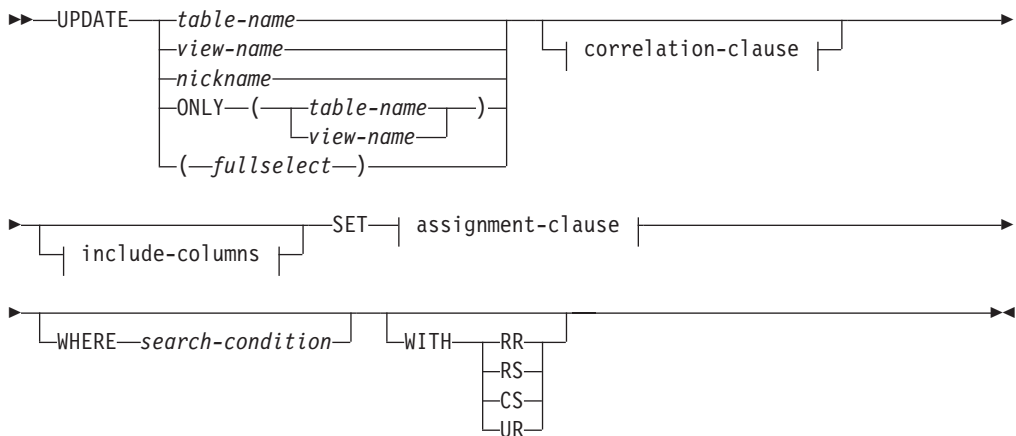 UPDATE table-name correlation-clause
view-name
nickname
ONLY ( table-name )
view-name
( fullselect )
include-columns SET assignment-clause
WHERE search-condition WITH RR
RS
CS
UR